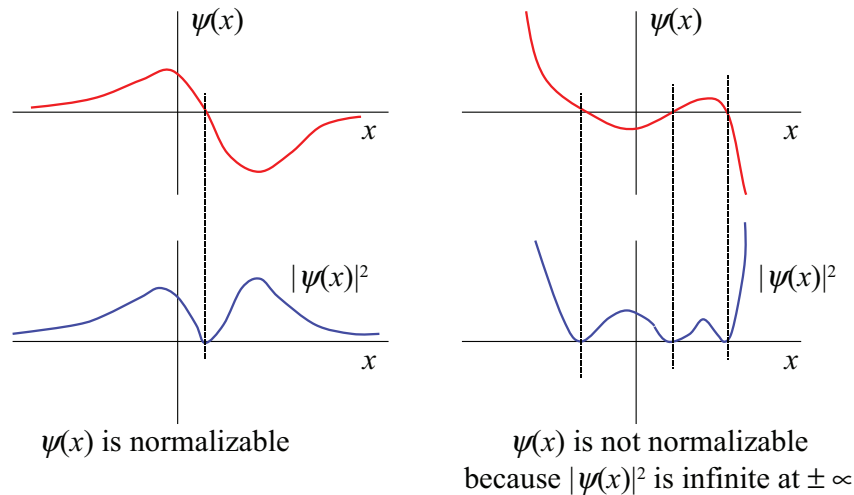 ψ(x)
x
|ψ(x)|²
x
ψ(x) is normalizable
ψ(x)
x
|ψ(x)|²
x
ψ(x) is not normalizable
because |ψ(x)|² is infinite at ± ∝